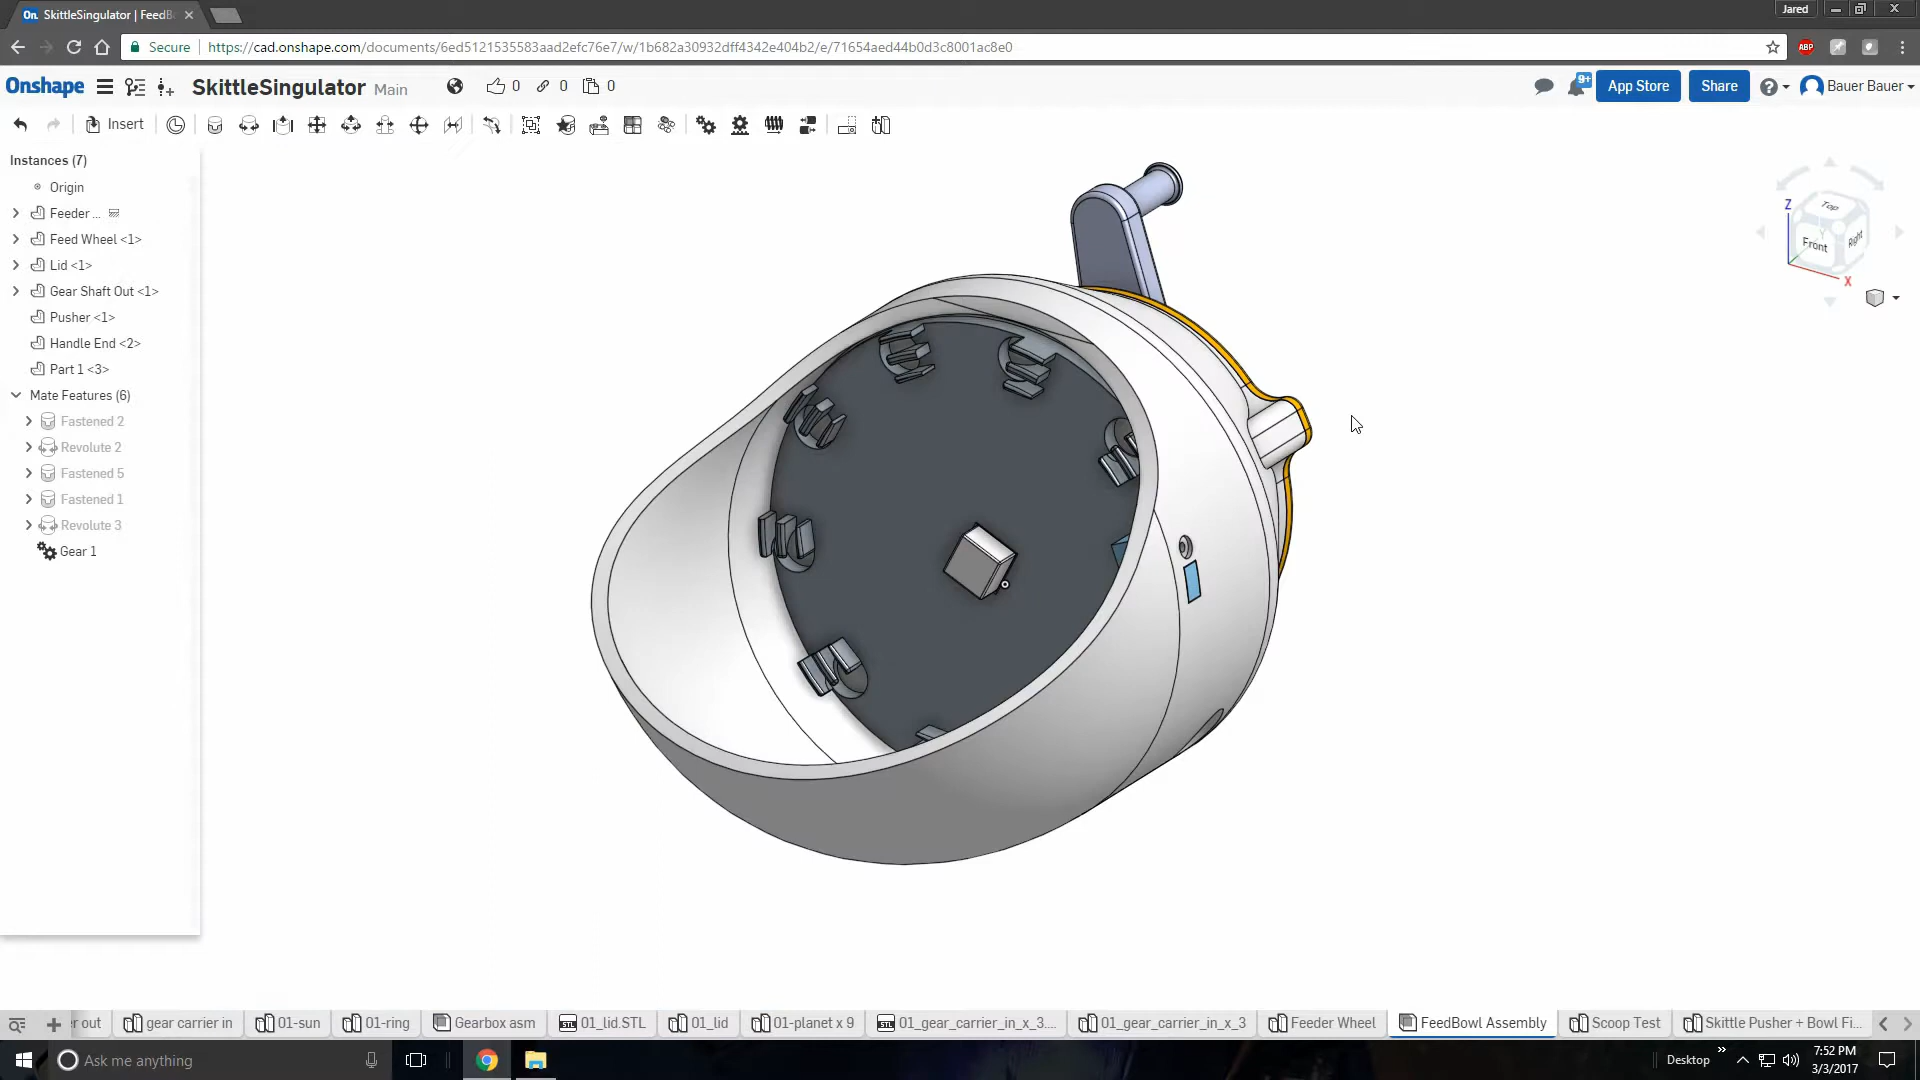 SkittleSingulator | FeedB
Jared
Secure
https://cad.onshape.com/documents/6ed5121535583aad2efc76e7/w/1b682a30932dff4342e404b2/e/71654aed44b0d3c8001ac8e0
ABP
Onshape
SkittleSingulator Main
0
0
0
9+
App Store
Share
Bauer Bauer
Insert
Instances (7)
Origin
Feeder ...
Feed Wheel <1>
Lid <1>
Gear Shaft Out <1>
Pusher <1>
Handle End <2>
Part 1 <3>
Mate Features (6)
Fastened 2
Revolute 2
Fastened 5
Fastened 1
Revolute 3
Gear 1
Z
Top
Y
Front
Right
X
er out
gear carrier in
01-sun
01-ring
Gearbox asm
STL
01_lid.STL
01_lid
01-planet x 9
STL
01_gear_carrier_in_x_3....
01_gear_carrier_in_x_3
Feeder Wheel
FeedBowl Assembly
Scoop Test
Skittle Pusher + Bowl Fi...
Ask me anything
Desktop
7:52 PM
3/3/2017